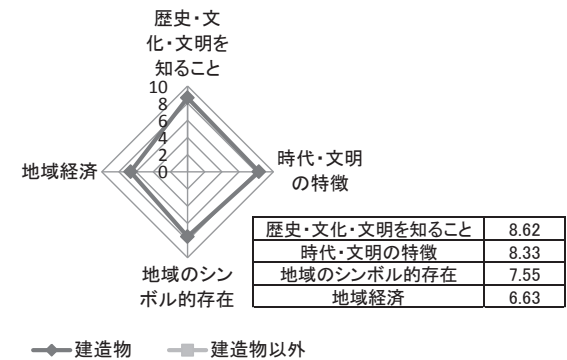 歴史・文
化・文明を
知ること
10
8
6
4
2
0
地域経済
時代・文明
の特徴
地域のシン
ボル的存在
歴史・文化・文明を知ること 8.62
時代・文明の特徴 8.33
地域のシンボル的存在 7.55
地域経済 6.63
建造物 建造物以外